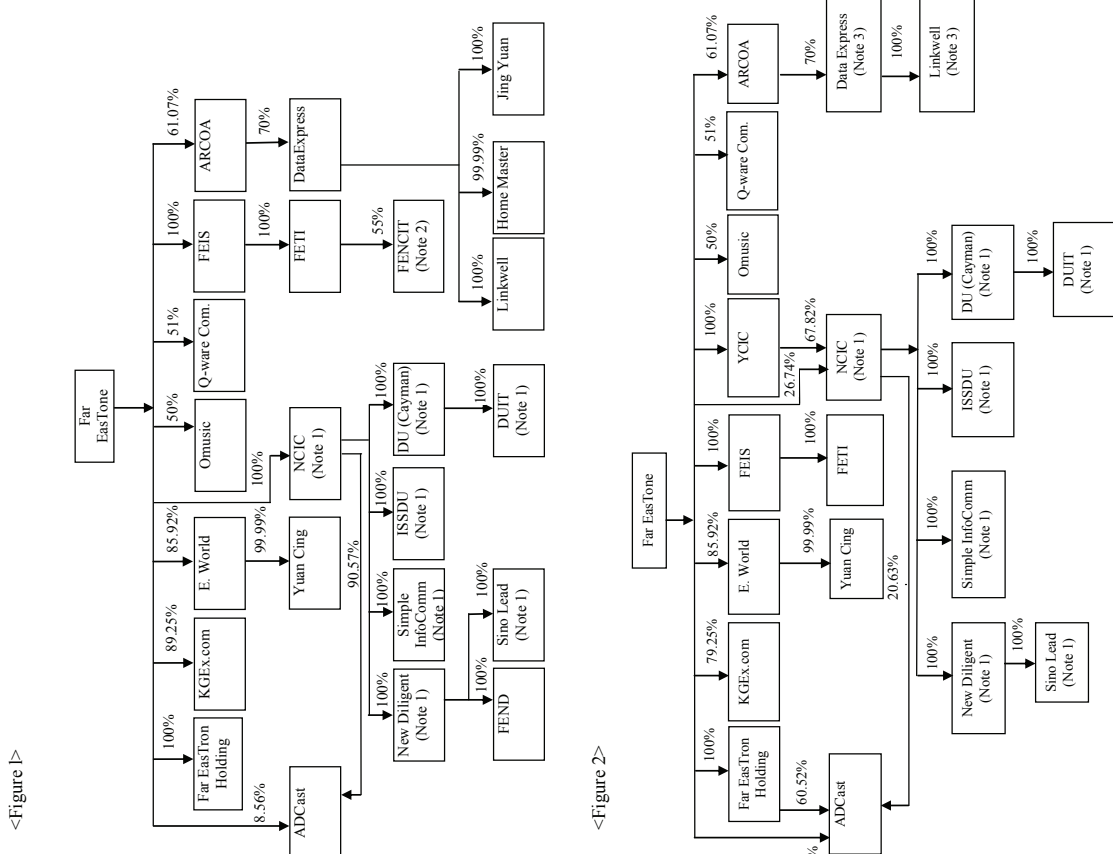 <Figure 1>
Far
EasTone
8.56%
100%
89.25%
85.92%
100%
50%
51%
100%
61.07%
Far EasTron
Holding
KGEx.com
E. World
Omusic
Q-ware Com.
FEIS
ARCOA
99.99%
100%
70%
ADCast
Yuan Cing
NCIC
(Note 1)
FETI
DataExpress
90.57%
55%
100%
100%
100%
100%
New Diligent
(Note 1)
Simple
InfoComm
(Note 1)
ISSDU
(Note 1)
DU (Cayman)
(Note 1)
FENCIT
(Note 2)
100%
100%
100%
100%
99.99%
100%
FEND
Sino Lead
(Note 1)
DUIT
(Note 1)
Linkwell
Home Master
Jing Yuan
<Figure 2>
Far EasTone
100%
79.25%
85.92%
100%
26.74%
100%
50%
51%
61.07%
Far EasTron
Holding
KGEx.com
E. World
FEIS
YCIC
Omusic
Q-ware Com.
ARCOA
60.52%
99.99%
100%
67.82%
70%
%
ADCast
Yuan Cing
FETI
NCIC
(Note 1)
Data Express
(Note 3)
20.63%
100%
100%
100%
100%
100%
New Diligent
(Note 1)
Simple InfoComm
(Note 1)
ISSDU
(Note 1)
DU (Cayman)
(Note 1)
Linkwell
(Note 3)
100%
100%
Sino Lead
(Note 1)
DUIT
(Note 1)